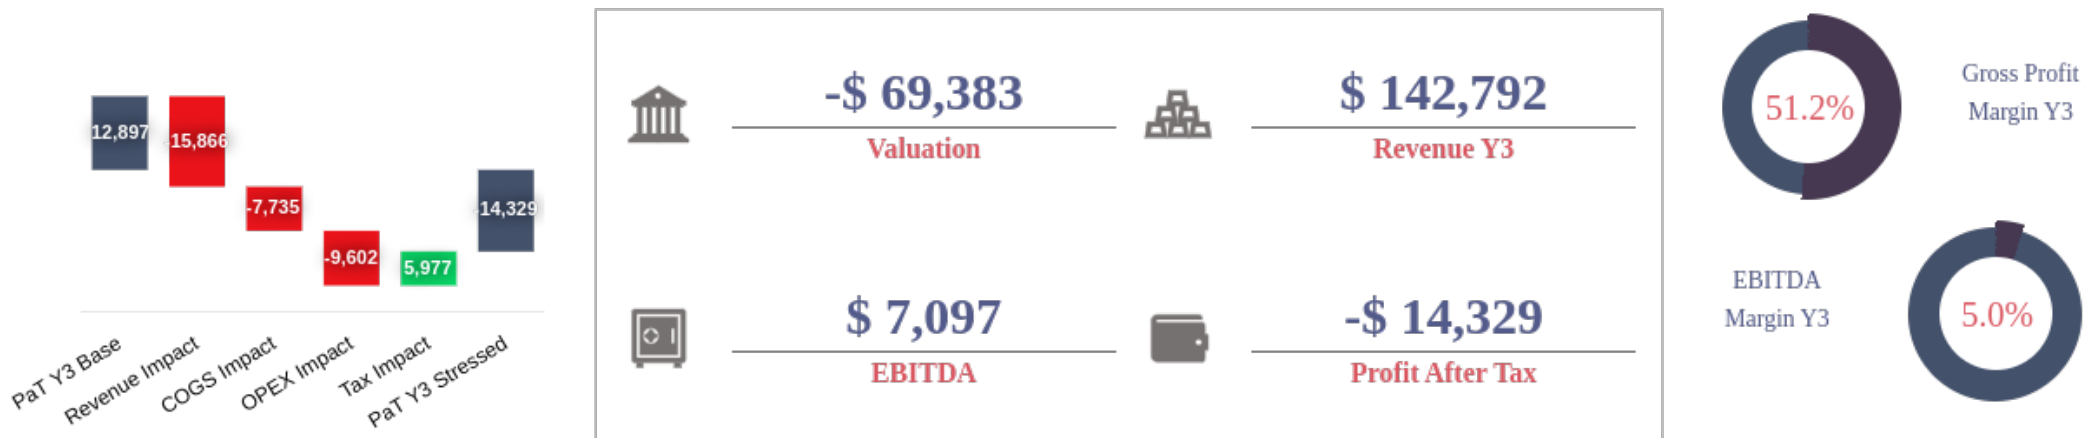 12,897
-15,866
-7,735
-9,602
5,977
-14,329
PaT Y3 Base
Revenue Impact
COGS Impact
OPEX Impact
Tax Impact
PaT Y3 Stressed
-$ 69,383
Valuation
$ 142,792
Revenue Y3
$ 7,097
EBITDA
-$ 14,329
Profit After Tax
51.2%
Gross Profit
Margin Y3
EBITDA
Margin Y3
5.0%